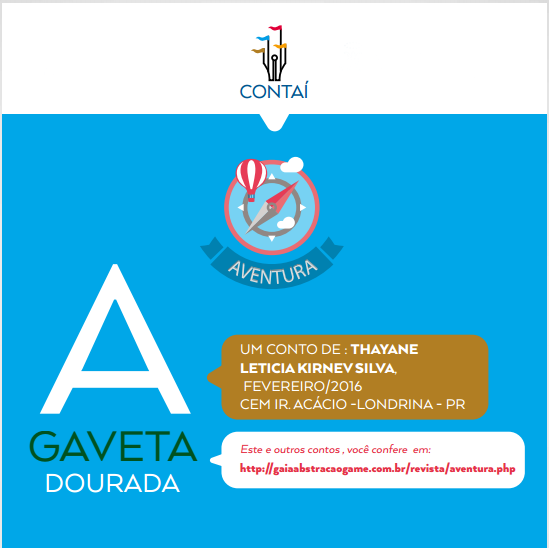 CONTAÍ
AVENTURA
A
GAVETA
DOURADA
UM CONTO DE : THAYANE
LETICIA KIRNEV SILVA,
FEVEREIRO/2016
CEM IR. ACÁCIO -LONDRINA - PR
Este e outros contos , você confere em:
http://gaiaabstracaogame.com.br/revista/aventura.php